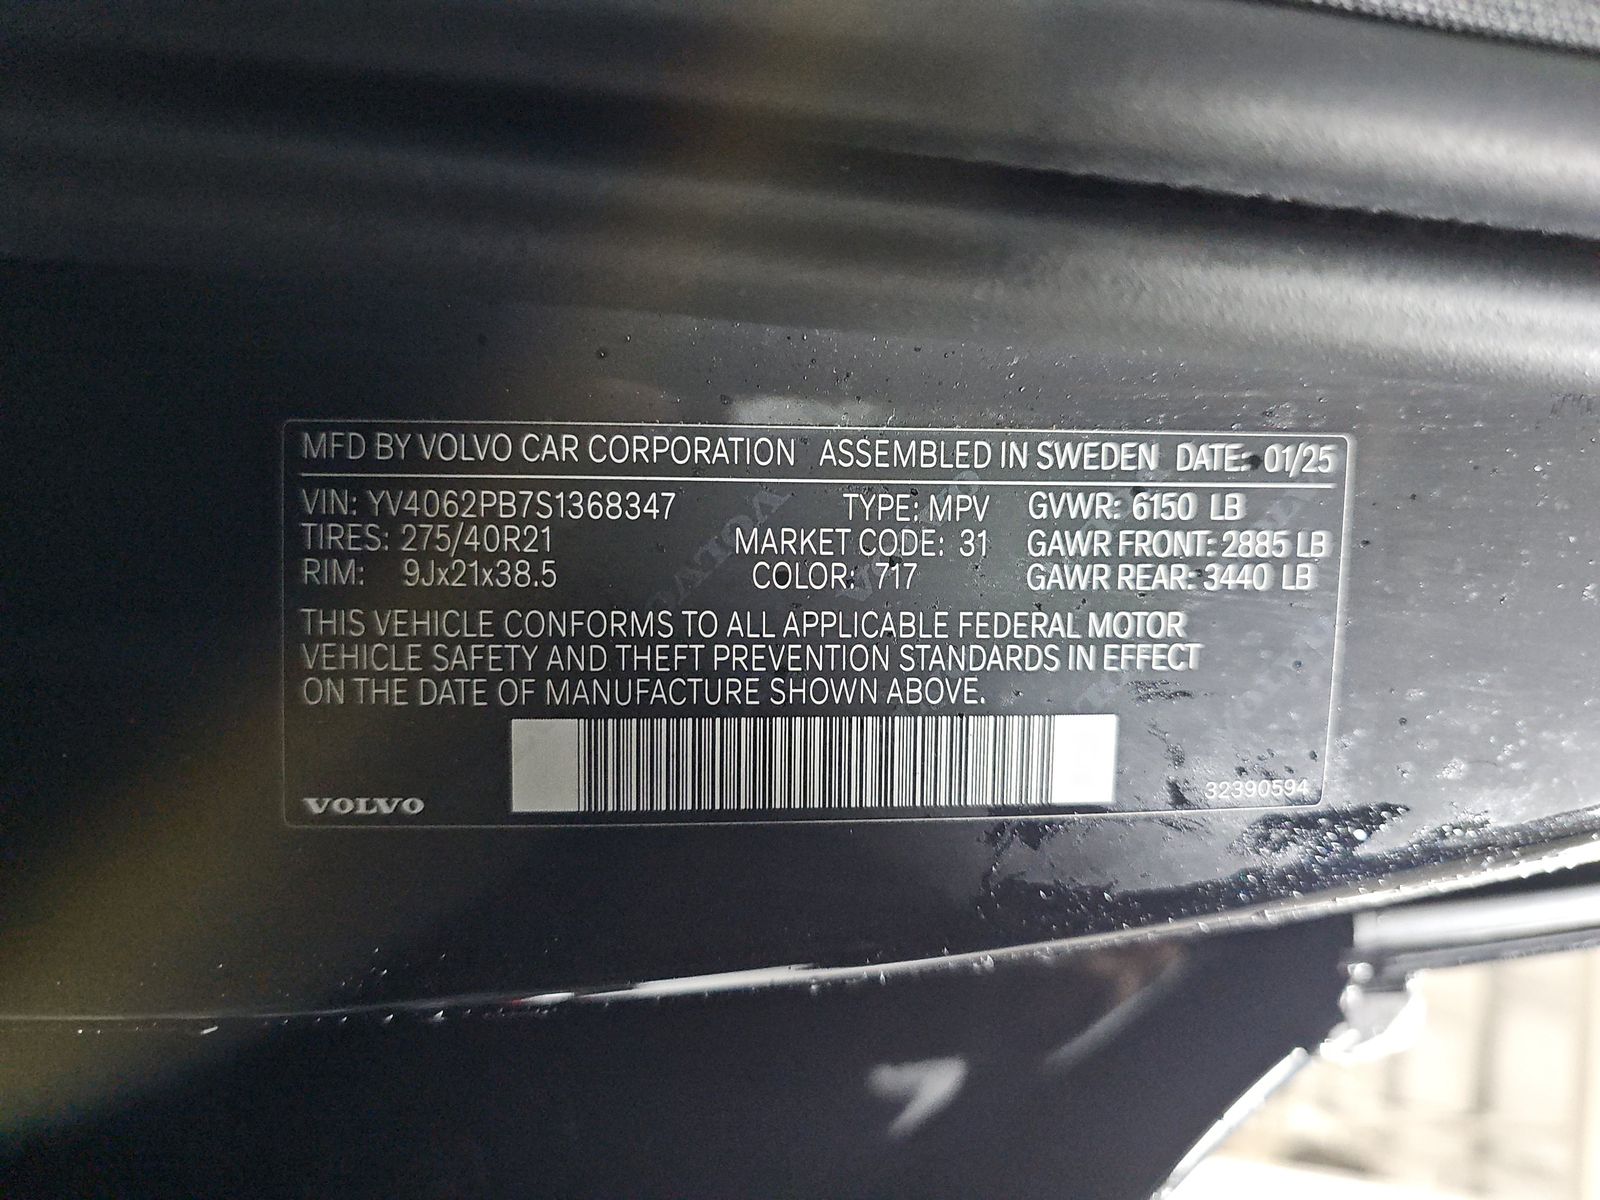 MFD BY VOLVO CAR CORPORATION ASSEMBLED IN SWEDEN DATE: 01/25
VIN: YV4062PB7S1368347 TYPE: MPV GVWR: 6150 LB
TIRES: 275/40R21 MARKET CODE: 31 GAWR FRONT: 2885 LB
RIM: 9Jx21x38.5 COLOR: 717 GAWR REAR: 3440 LB
THIS VEHICLE CONFORMS TO ALL APPLICABLE FEDERAL MOTOR
VEHICLE SAFETY AND THEFT PREVENTION STANDARDS IN EFFECT
ON THE DATE OF MANUFACTURE SHOWN ABOVE.
VOLVO 32390594